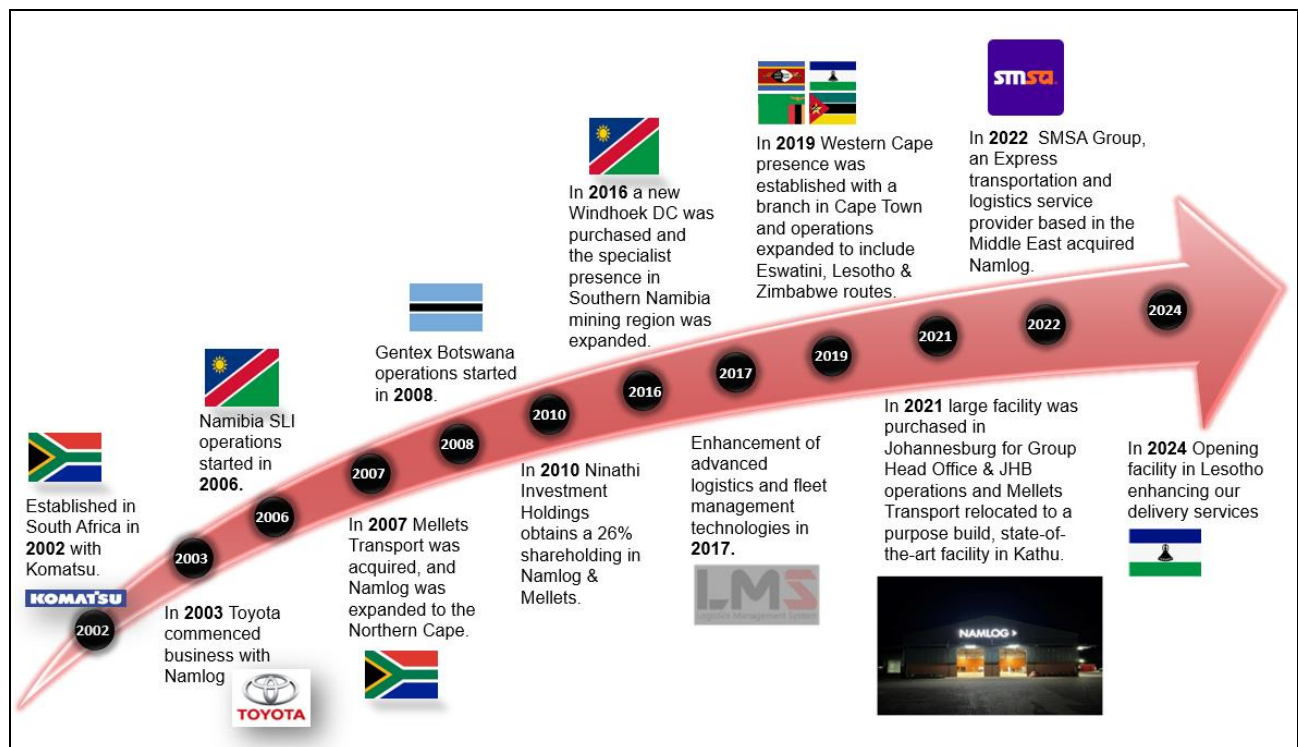 Established in
South Africa in
2002 with
Komatsu.
KOMATSU
2002
2003
In 2003 Toyota
commenced
business with
Namlog
TOYOTA
Namibia SLI
operations
started in
2006.
2006
2007
In 2007 Mellets
Transport was
acquired, and
Namlog was
expanded to the
Northern Cape.
Gentex Botswana
operations started
in 2008.
2008
2010
In 2010 Ninathi
Investment
Holdings
obtains a 26%
shareholding in
Namlog &
Mellets.
In 2016 a new
Windhoek DC was
purchased and
the specialist
presence in
Southern Namibia
mining region was
expanded.
2016
2017
Enhancement of
advanced
logistics and fleet
management
technologies in
2017.
LMS
Logistics Management System
In 2019 Western Cape
presence was
established with a
branch in Cape Town
and operations
expanded to include
Eswatini, Lesotho &
Zimbabwe routes.
2019
2021
In 2021 large facility was
purchased in
Johannesburg for Group
Head Office & JHB
operations and Mellets
Transport relocated to a
purpose build, state-of-
the-art facility in Kathu.
NAMLOG
smsa
In 2022 SMSA Group,
an Express
transportation and
logistics service
provider based in the
Middle East acquired
Namlog.
2022
2024
In 2024 Opening
facility in Lesotho
enhancing our
delivery services